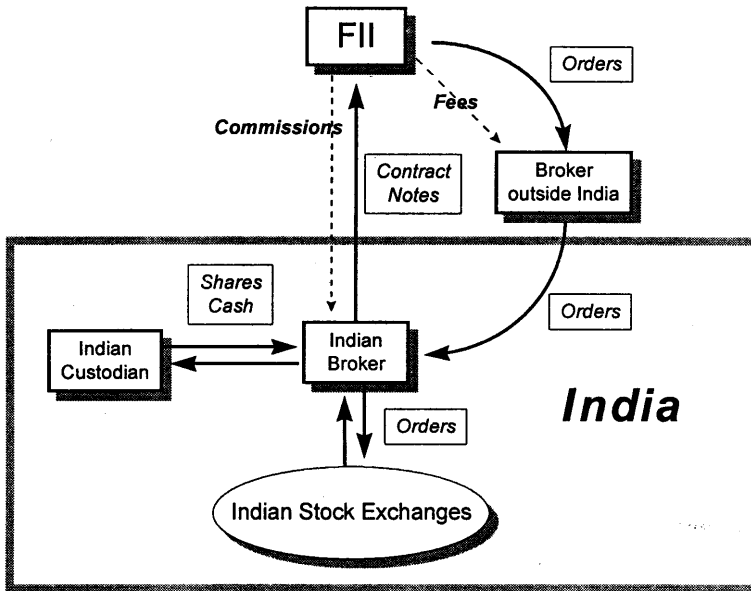 FII
Orders
Fees
Commissions
Contract
Notes
Broker
outside India
Shares
Cash
Orders
Indian
Custodian
Indian
Broker
India
Orders
Indian Stock Exchanges